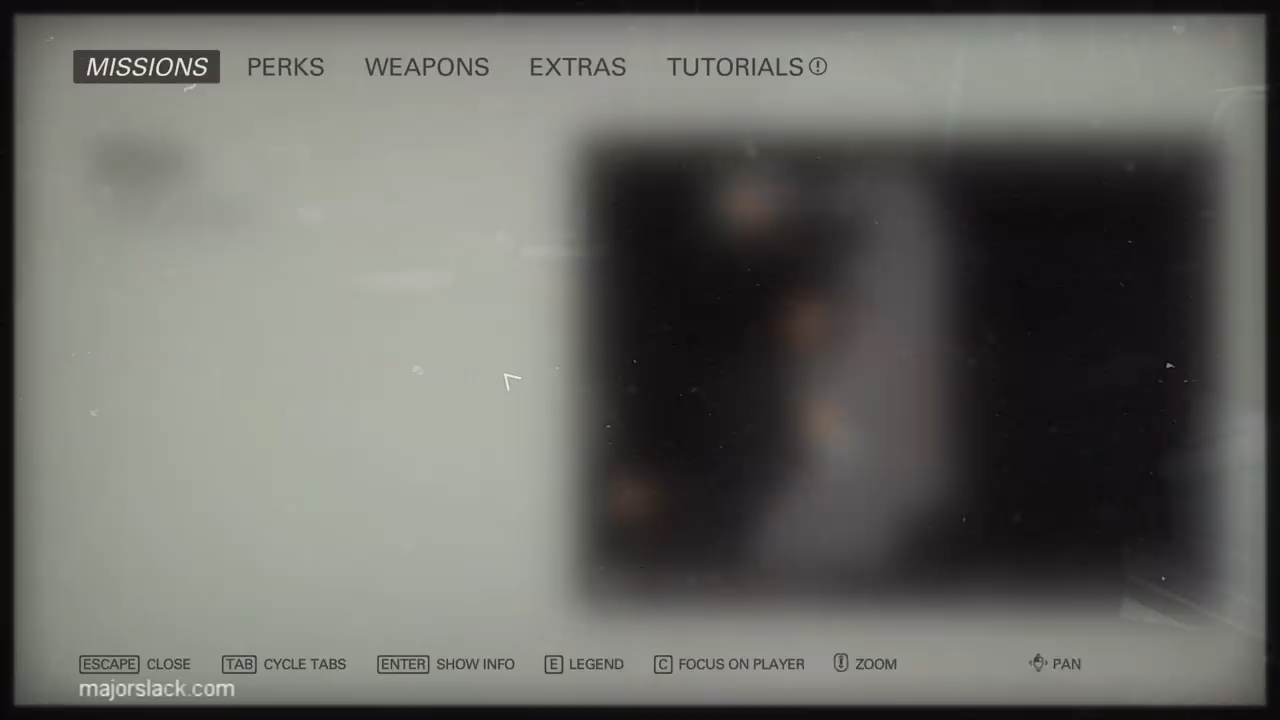 MISSIONS PERKS WEAPONS EXTRAS TUTORIALS
ESCAPE CLOSE TAB CYCLE TABS ENTER SHOW INFO E LEGEND C FOCUS ON PLAYER ZOOM PAN
majorslack.com